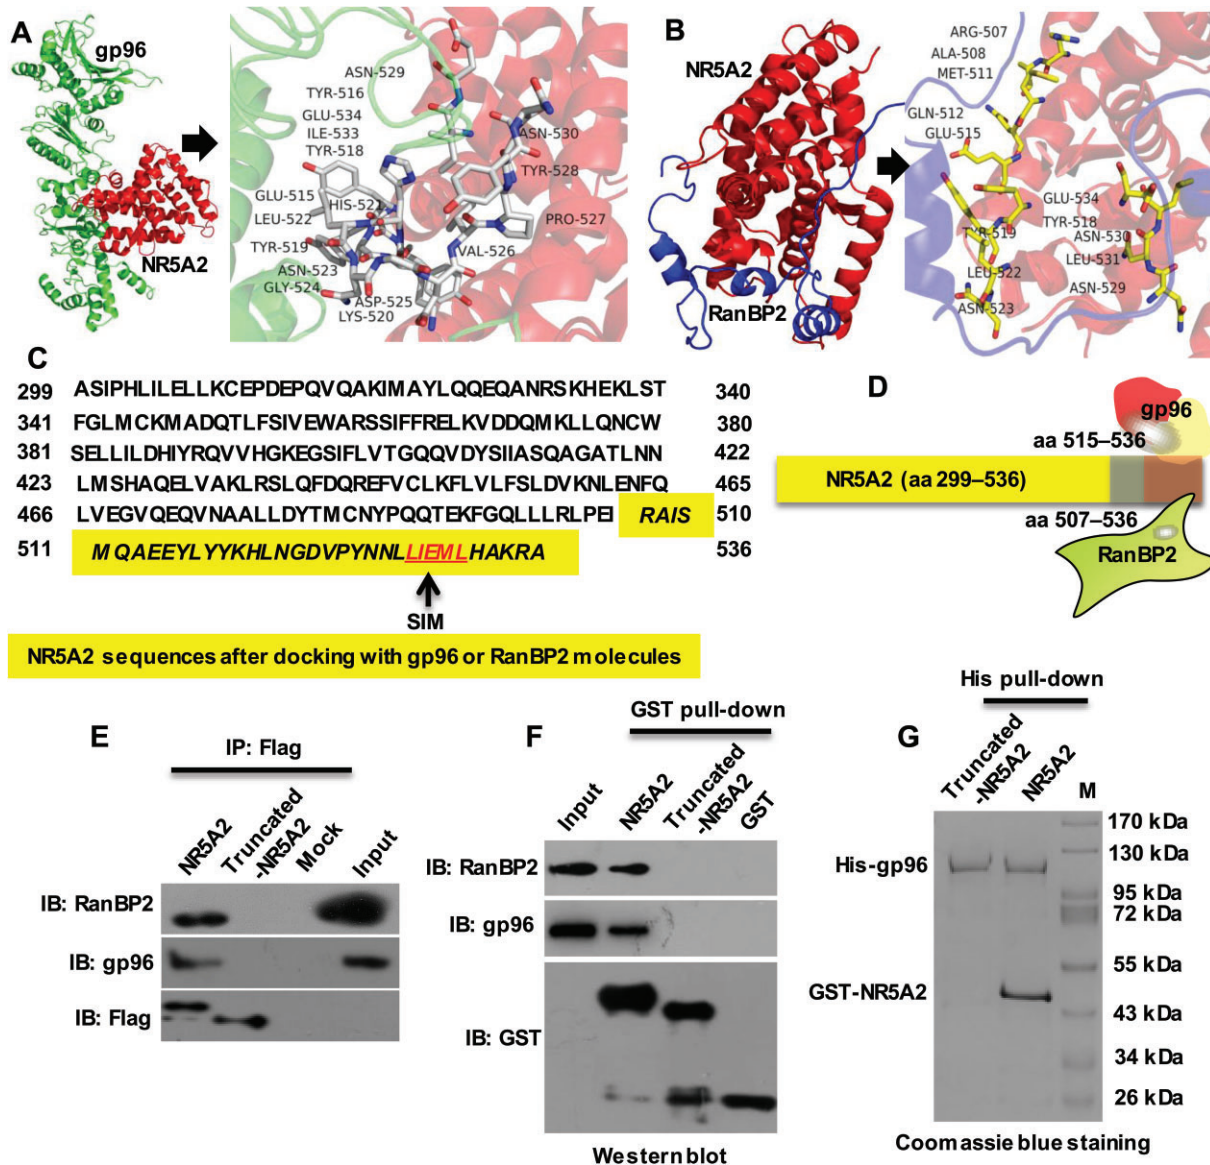 A
gp96
NR5A2
ASN-529
TYR-516
GLU-534
ILE-533
TYR-518
GLU-515
HIS-521
LEU-522
TYR-519
ASN-523
GLY-524
ASP-525
LYS-520
ASN-530
TYR-528
PRO-527
VAL-526
B
NR5A2
RanBP2
ARG-507
ALA-508
MET-511
GLN-512
GLU-515
GLU-534
TYR-518
TYR-519
ASN-530
LEU-531
LEU-522
ASN-529
ASN-523
C
299 ASIPHLILELLKCEPDEPQVQAKIMAYLQQEQANRSKHEKLST 340
341 FGLMCKMADQTLFSIVEWARSSIFFRELKVDDQMKLLQNCW 380
381 SELLILDHIYRQVVHGKEGSIFLVTGQQVDYSIIASQAGATLNN 422
423 LMSHAQELVAKLRSLQFDQREFVCLKFLVLFSLDVKNLENFQ 465
466 LVEGVQEQVNAALLDYTMCNYPQQTEKFGQLLLRLPEI RAIS 510
511 MQAEEYLYYKHLNGDVPYNNLLIEMLHAKRA 536
SIM
NR5A2 sequences after docking with gp96 or RanBP2 molecules
D
gp96
aa 515–536
NR5A2 (aa 299–536)
aa 507–536
RanBP2
E
IP: Flag
NR5A2
Truncated
-NR5A2
Mock
Input
IB: RanBP2
IB: gp96
IB: Flag
F
GST pull-down
Input
NR5A2
Truncated
-NR5A2
GST
IB: RanBP2
IB: gp96
IB: GST
Western blot
G
His pull-down
Truncated
-NR5A2
NR5A2
M
170 kDa
His-gp96
130 kDa
95 kDa
72 kDa
55 kDa
GST-NR5A2
43 kDa
34 kDa
26 kDa
Coomassie blue staining